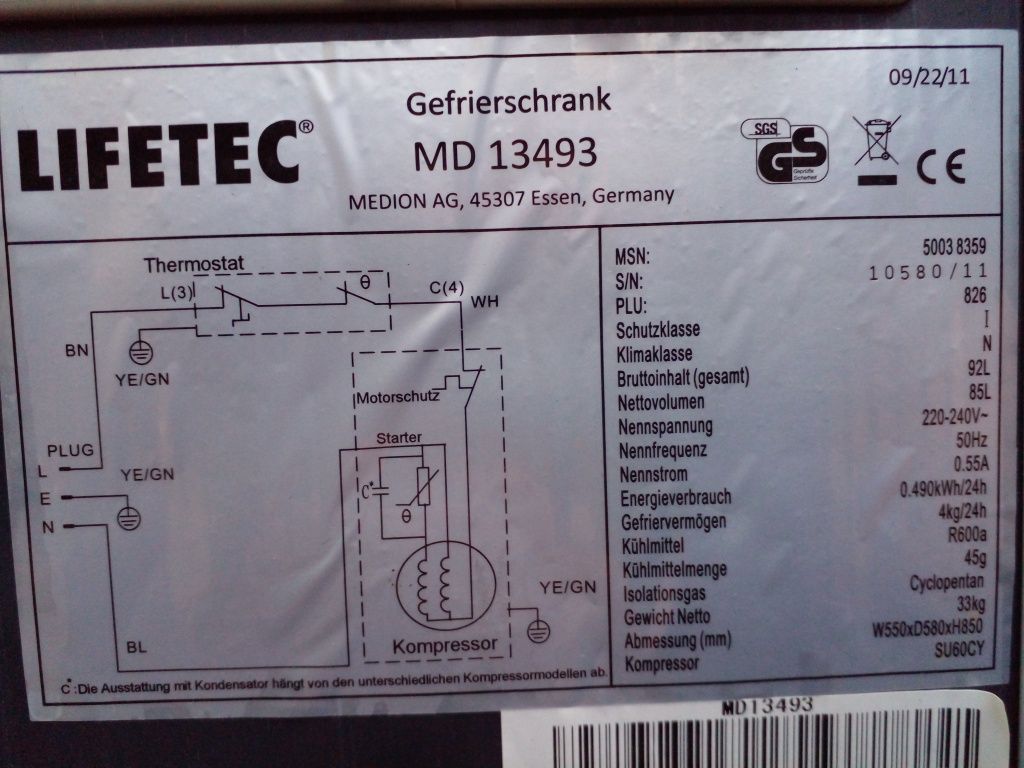 09/22/11
Gefrierschrank
LIFETEC®
MD 13493
MEDION AG, 45307 Essen, Germany
SGS
GS
Geprüfte
Sicherheit
CE
Thermostat
L(3)
θ
C(4)
WH
BN
YE/GN
Motorschutz
PLUG
L
YE/GN
E
N
Starter
C*
θ
YE/GN
Kompressor
BL
C*:Die Ausstattung mit Kondensator hängt von den unterschiedlichen Kompressormodellen ab.
MSN: 5003 8359
S/N: 10580/11
PLU: 826
Schutzklasse I
Klimaklasse N
Bruttoinhalt (gesamt) 92L
Nettovolumen 85L
Nennspannung 220-240V~
Nennfrequenz 50Hz
Nennstrom 0.55A
Energieverbrauch 0.490kWh/24h
Gefriervermögen 4kg/24h
Kühlmittel R600a
Kühlmittelmenge 45g
Isolationsgas Cyclopentan
Gewicht Netto 33kg
Abmessung (mm) W550xD580xH850
Kompressor SU60CY
MD13493